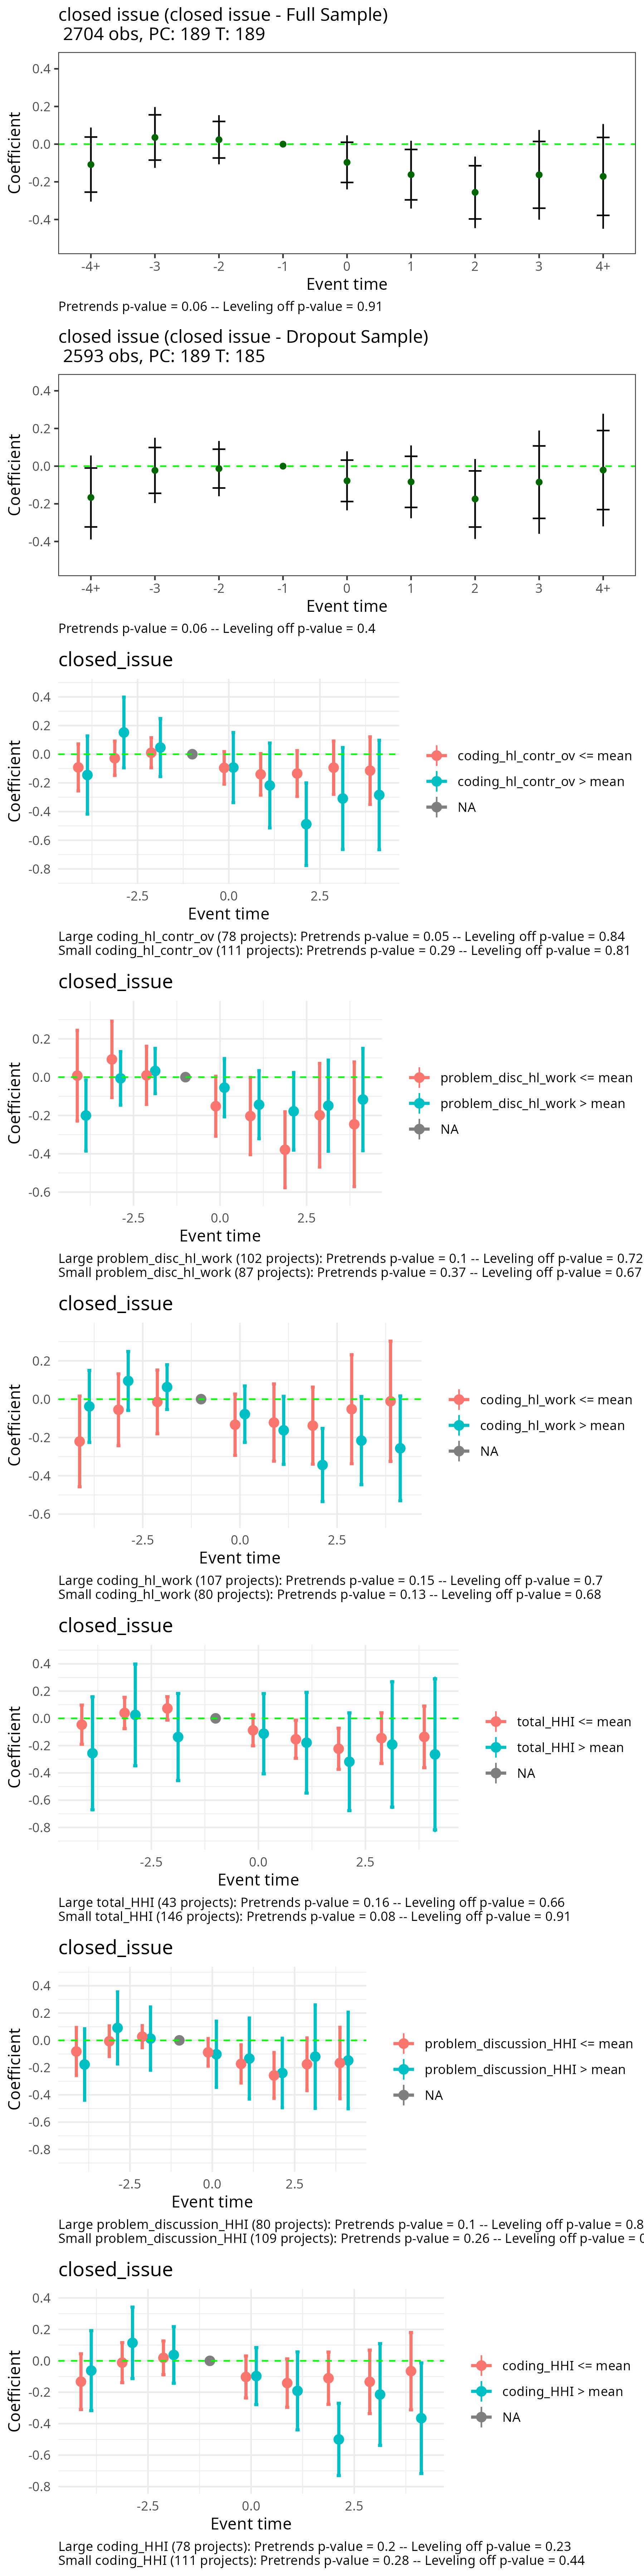 closed issue (closed issue - Full Sample)
2704 obs, PC: 189 T: 189
0.4
0.2
0.0
-0.2
-0.4
Coefficient
-4+ -3 -2 -1 0 1 2 3 4+
Event time
Pretrends p-value = 0.06 -- Leveling off p-value = 0.91
closed issue (closed issue - Dropout Sample)
2593 obs, PC: 189 T: 185
0.4
0.2
0.0
-0.2
-0.4
Coefficient
-4+ -3 -2 -1 0 1 2 3 4+
Event time
Pretrends p-value = 0.06 -- Leveling off p-value = 0.4
closed_issue
0.4
0.2
0.0
-0.2
-0.4
-0.6
-0.8
Coefficient
-2.5 0.0 2.5
Event time
coding_hl_contr_ov <= mean
coding_hl_contr_ov > mean
NA
Large coding_hl_contr_ov (78 projects): Pretrends p-value = 0.05 -- Leveling off p-value = 0.84
Small coding_hl_contr_ov (111 projects): Pretrends p-value = 0.29 -- Leveling off p-value = 0.81
closed_issue
0.2
0.0
-0.2
-0.4
-0.6
Coefficient
-2.5 0.0 2.5
Event time
problem_disc_hl_work <= mean
problem_disc_hl_work > mean
NA
Large problem_disc_hl_work (102 projects): Pretrends p-value = 0.1 -- Leveling off p-value = 0.72
Small problem_disc_hl_work (87 projects): Pretrends p-value = 0.37 -- Leveling off p-value = 0.67
closed_issue
0.2
0.0
-0.2
-0.4
-0.6
Coefficient
-2.5 0.0 2.5
Event time
coding_hl_work <= mean
coding_hl_work > mean
NA
Large coding_hl_work (107 projects): Pretrends p-value = 0.15 -- Leveling off p-value = 0.7
Small coding_hl_work (80 projects): Pretrends p-value = 0.13 -- Leveling off p-value = 0.68
closed_issue
0.4
0.2
0.0
-0.2
-0.4
-0.6
-0.8
Coefficient
-2.5 0.0 2.5
Event time
total_HHI <= mean
total_HHI > mean
NA
Large total_HHI (43 projects): Pretrends p-value = 0.16 -- Leveling off p-value = 0.66
Small total_HHI (146 projects): Pretrends p-value = 0.08 -- Leveling off p-value = 0.91
closed_issue
0.4
0.2
0.0
-0.2
-0.4
-0.6
-0.8
Coefficient
-2.5 0.0 2.5
Event time
problem_discussion_HHI <= mean
problem_discussion_HHI > mean
NA
Large problem_discussion_HHI (80 projects): Pretrends p-value = 0.1 -- Leveling off p-value =
Small problem_discussion_HHI (109 projects): Pretrends p-value = 0.26 -- Leveling off p-value =
closed_issue
0.4
0.2
0.0
-0.2
-0.4
-0.6
-0.8
Coefficient
-2.5 0.0 2.5
Event time
coding_HHI <= mean
coding_HHI > mean
NA
Large coding_HHI (78 projects): Pretrends p-value = 0.2 -- Leveling off p-value = 0.23
Small coding_HHI (111 projects): Pretrends p-value = 0.28 -- Leveling off p-value = 0.44